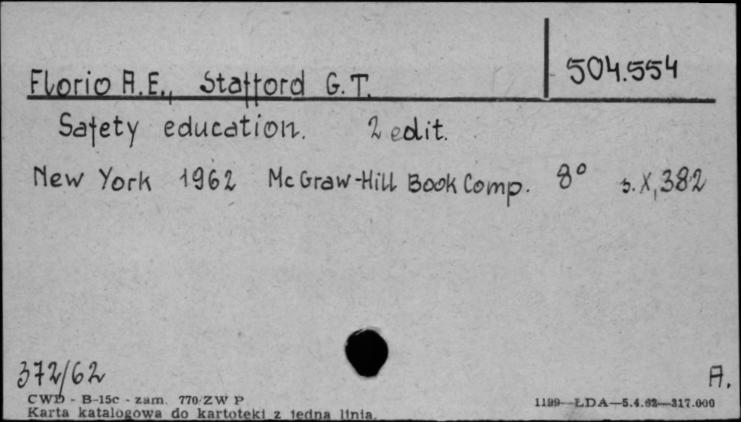 504.554
Florio A.E., Stafford G.T.
Safety education. 2 edit.
New York 1962 McGraw-Hill Book Comp. 8° s. X, 382
372/62
A.
CWD - B-15c - zam. 770/ZW P
1199—ŁDA—5.4.62—317.000
Karta katalogowa do kartoteki z jedną linią.